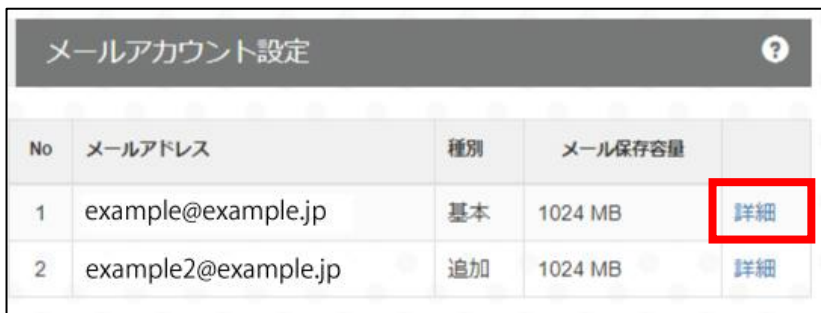 メールアカウント設定 ?
No メールアドレス 種別 メール保存容量
1 example@example.jp 基本 1024 MB 詳細
2 example2@example.jp 追加 1024 MB 詳細